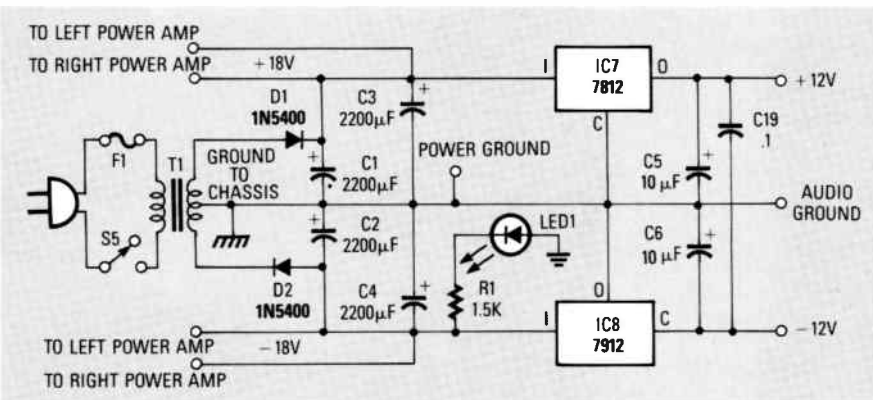 TO LEFT POWER AMP
TO RIGHT POWER AMP
+18V
D1
1N5400
C3
2200μF
I
IC7
7812
O
C
+12V
C19
.1
F1
T1
GROUND
TO
CHASSIS
C1
2200μF
POWER GROUND
C5
10 μF
AUDIO
GROUND
S5
C2
2200μF
LED1
C6
10 μF
D2
1N5400
C4
2200μF
R1
1.5K
I
O
IC8
7912
C
-12V
TO LEFT POWER AMP
-18V
TO RIGHT POWER AMP